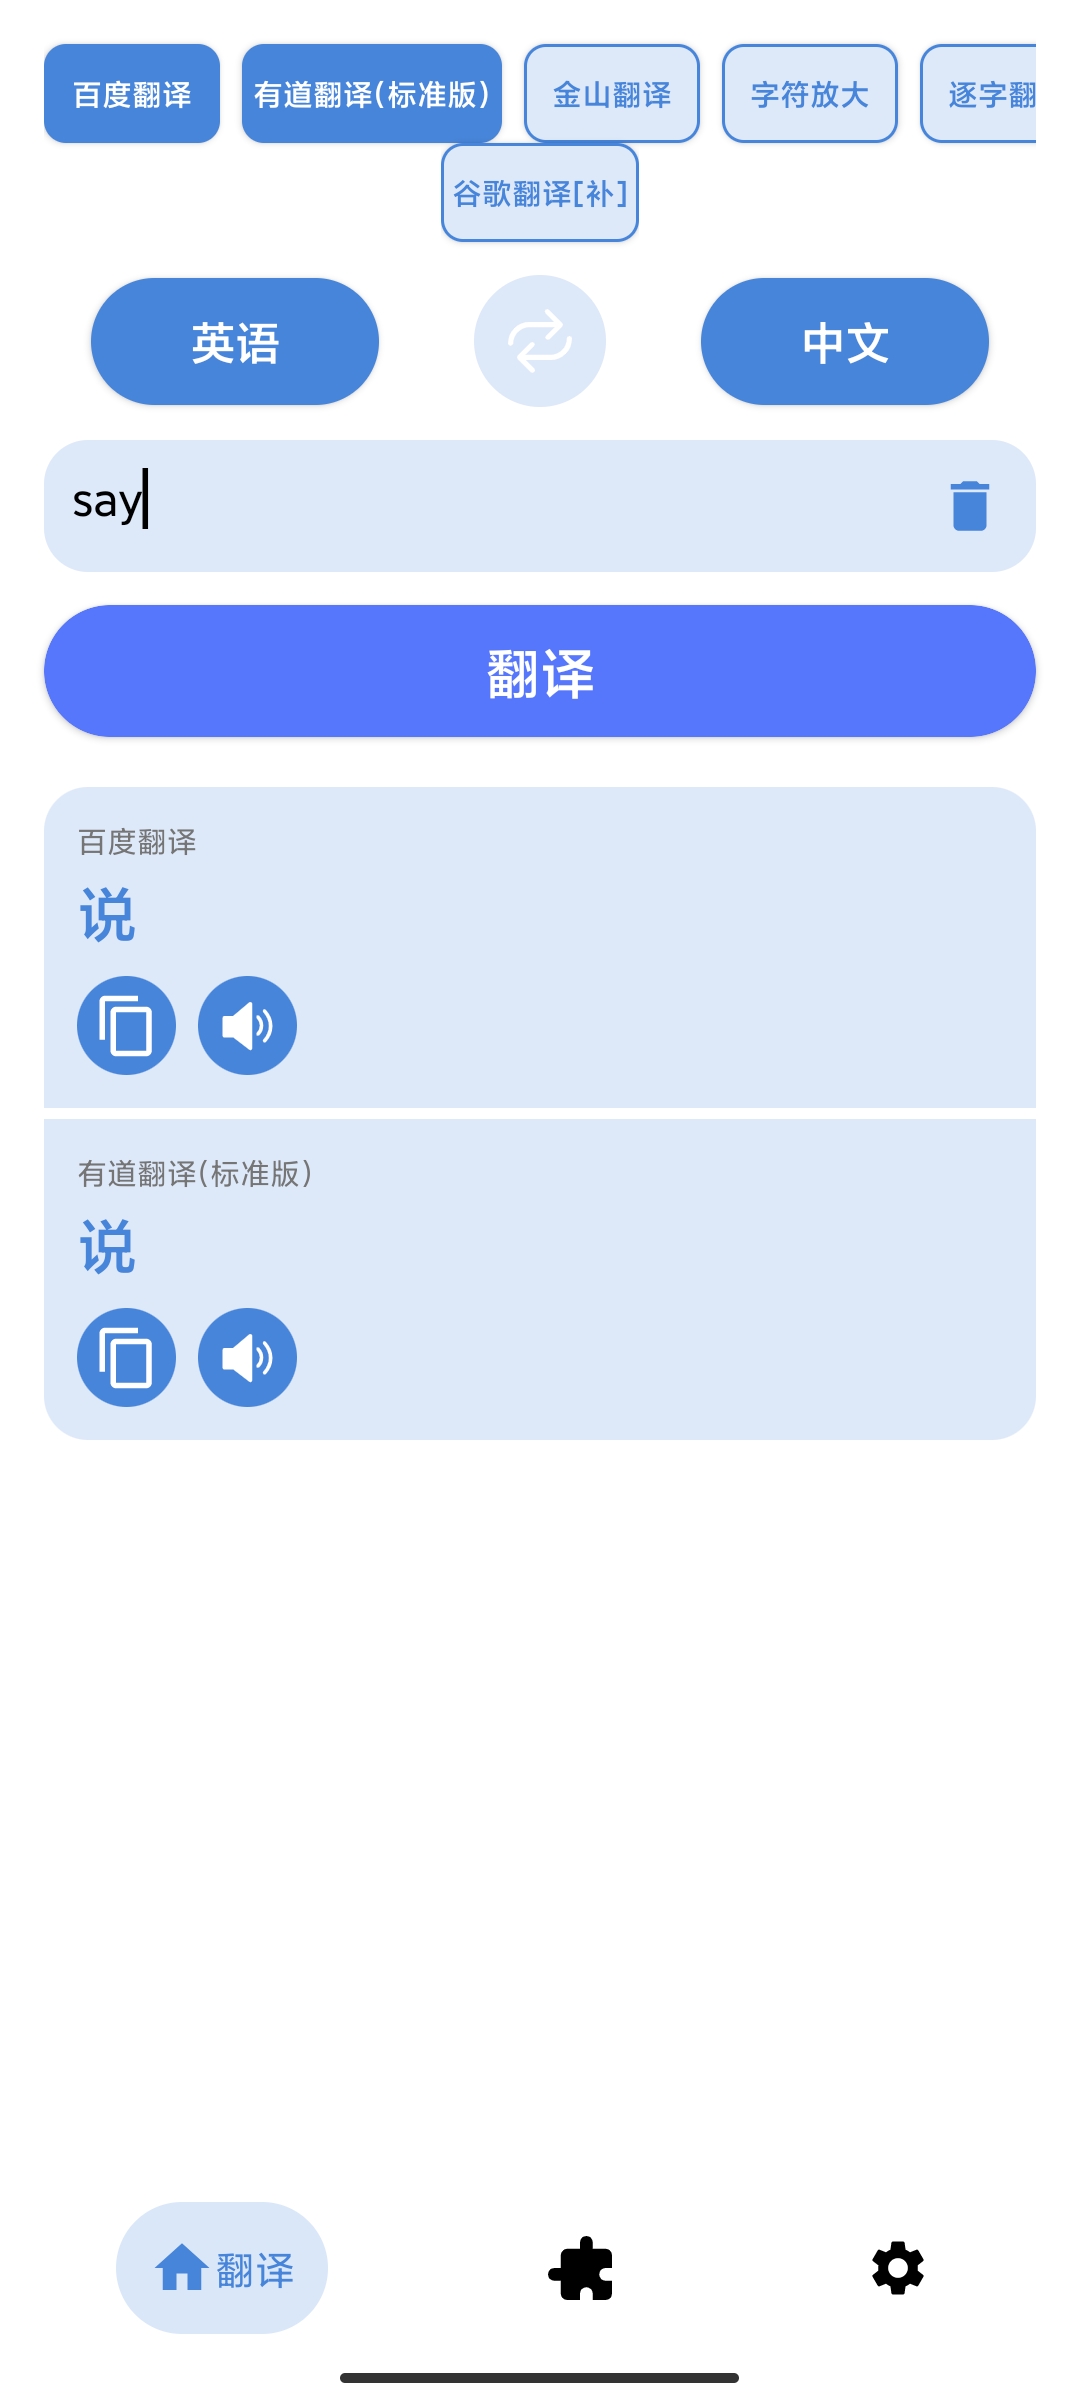 百度翻译 有道翻译(标准版) 金山翻译 字符放大 逐字翻
谷歌翻译[补]
英语 中文
say
翻译
百度翻译
说
有道翻译(标准版)
说
翻译